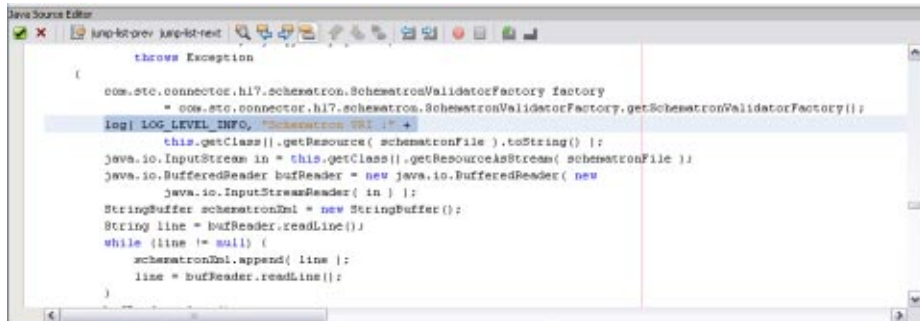 Java Source Editor
jump-list-prev jump-list-next
throws Exception
{
com.stc.connector.hl7.schematron.SchematronValidatorFactory factory
= com.stc.connector.hl7.schematron.SchematronValidatorFactory.getSchematronValidatorFactory();
log( LOG_LEVEL_INFO, "Schematron URI :" +
this.getClass().getResource( schematronFile ).toString() );
java.io.InputStream in = this.getClass().getResourceAsStream( schematronFile );
java.io.BufferedReader bufReader = new java.io.BufferedReader( new
java.io.InputStreamReader( in ) );
StringBuffer schematronXml = new StringBuffer();
String line = bufReader.readLine();
while (line != null) {
schematronXml.append( line );
line = bufReader.readLine();
}